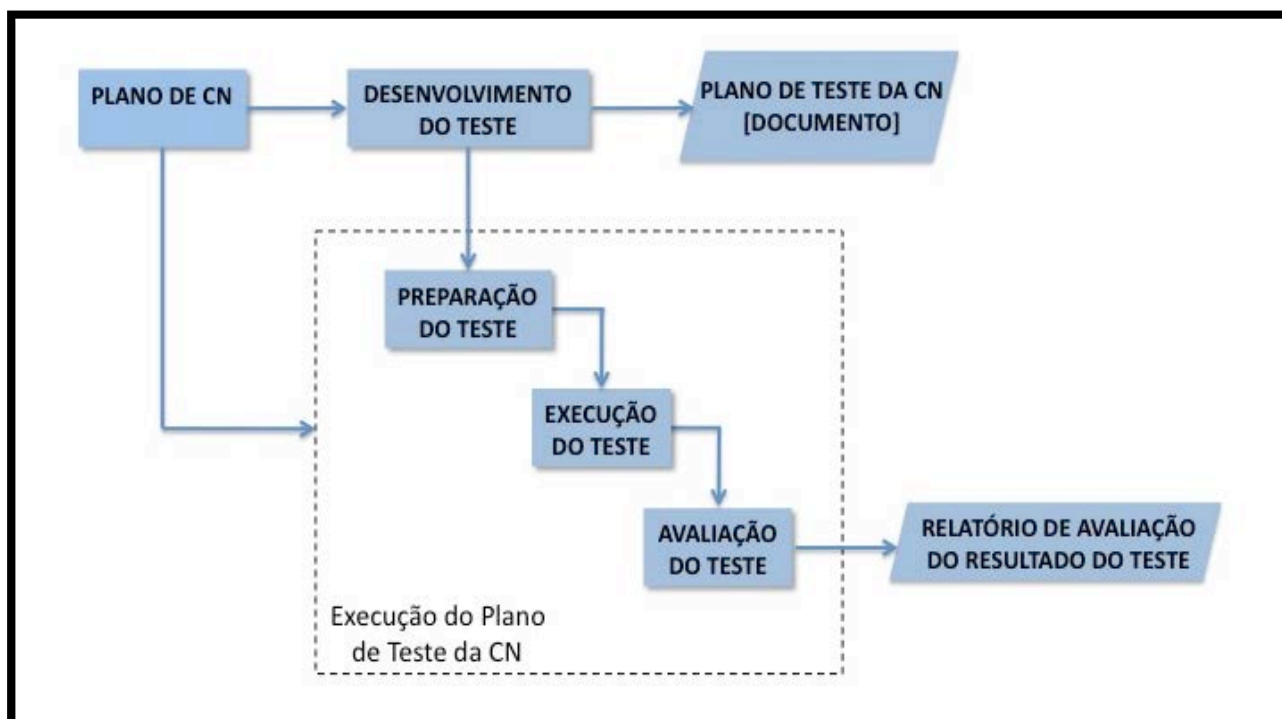 PLANO DE CN
DESENVOLVIMENTO
DO TESTE
PLANO DE TESTE DA CN
[DOCUMENTO]
PREPARAÇÃO
DO TESTE
EXECUÇÃO
DO TESTE
AVALIAÇÃO
DO TESTE
RELATÓRIO DE AVALIAÇÃO
DO RESULTADO DO TESTE
Execução do Plano
de Teste da CN